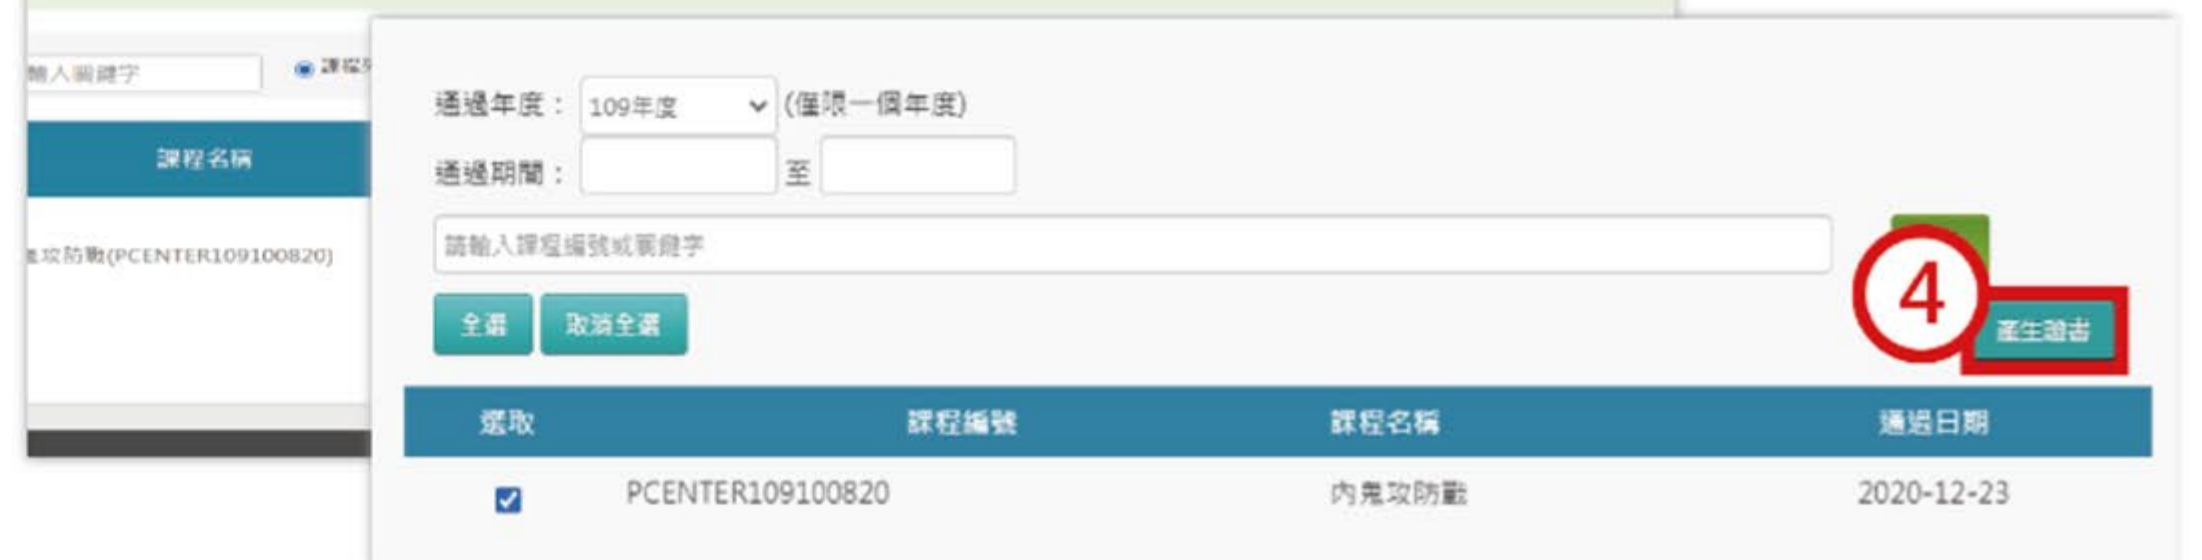 輸入關鍵字
課程
課程名稱
攻防戰(PCENTER109100820)
通過年度： 109年度 (僅限一個年度)
通過期間： 至
請輸入課程編號或關鍵字
4
全選 取消全選 產生證書
選取 課程編號 課程名稱 通過日期
PCENTER109100820 內鬼攻防戰 2020-12-23